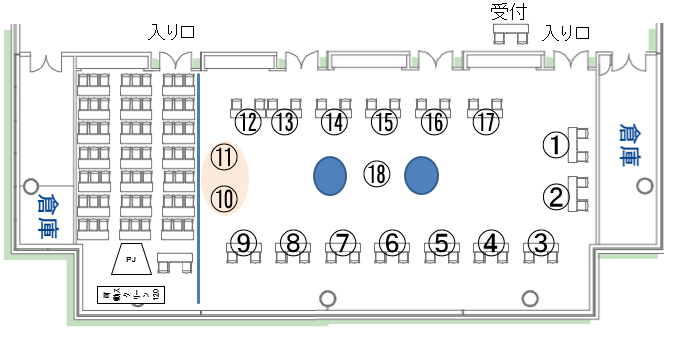 受付
入り口
入り口
⑫ ⑬ ⑭ ⑮ ⑯ ⑰
倉庫
①
⑪
⑱
②
⑩
倉庫
⑨ ⑧ ⑦ ⑥ ⑤ ④ ③
PJ
120